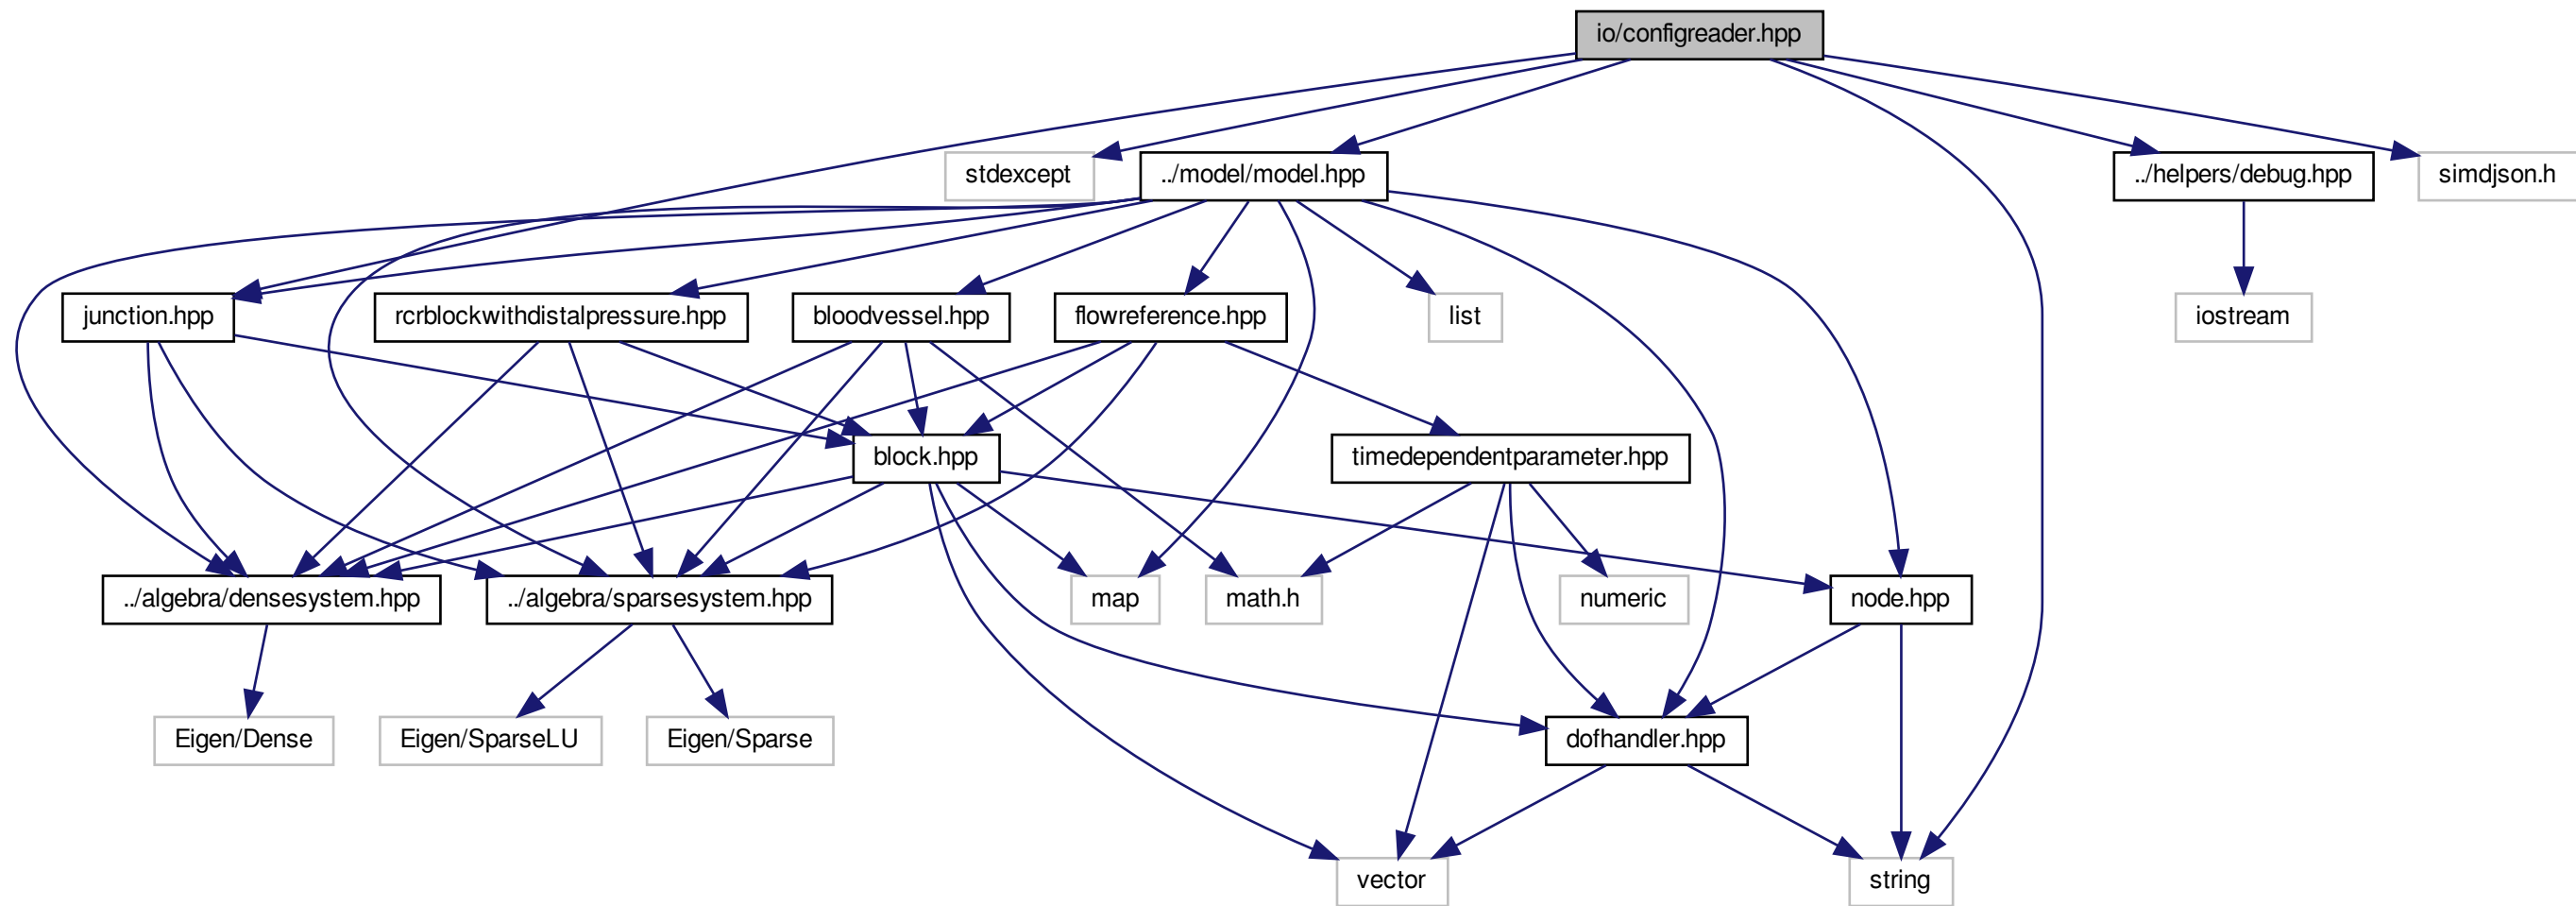 io/configreader.hpp
stdexcept
../model/model.hpp
../helpers/debug.hpp
simdjson.h
junction.hpp
rcrblockwithdistalpressure.hpp
bloodvessel.hpp
flowreference.hpp
list
iostream
block.hpp
timedependentparameter.hpp
../algebra/densesystem.hpp
../algebra/sparsesystem.hpp
map
math.h
numeric
node.hpp
Eigen/Dense
Eigen/SparseLU
Eigen/Sparse
dofhandler.hpp
vector
string